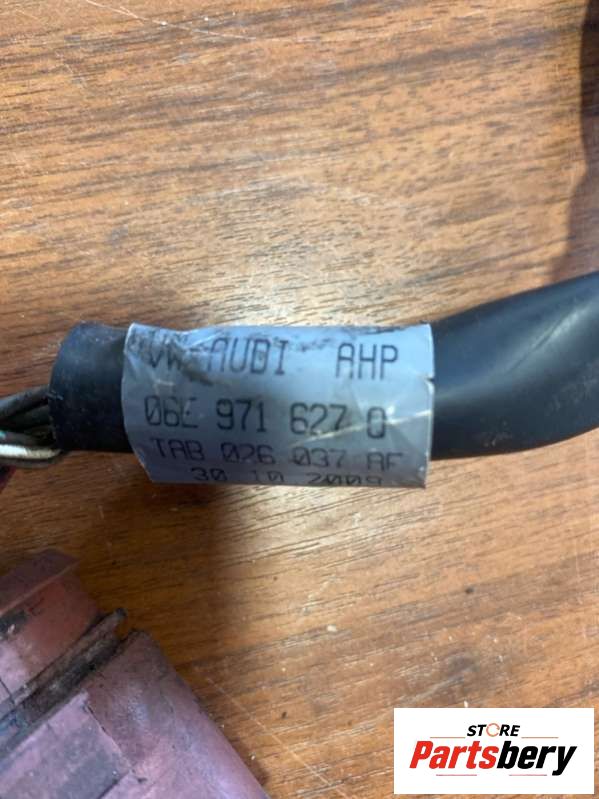 VW-AUDI AHP
06E 971 627 Q
TAB 026 037 AF
30.10.2009
STORE
Partsbery